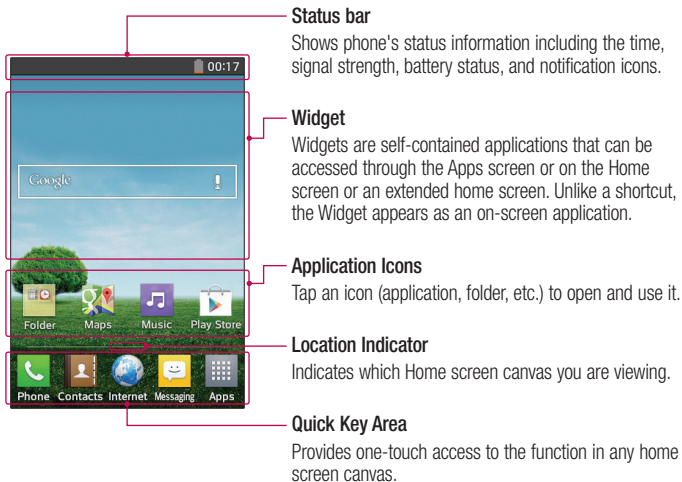 Status bar
Shows phone's status information including the time,
signal strength, battery status, and notification icons.
00:17
Widget
Widgets are self-contained applications that can be
accessed through the Apps screen or on the Home
screen or an extended home screen. Unlike a shortcut,
the Widget appears as an on-screen application.
Google
Application Icons
Tap an icon (application, folder, etc.) to open and use it.
Folder Maps Music Play Store
Location Indicator
Indicates which Home screen canvas you are viewing.
Phone Contacts Internet Messaging Apps
Quick Key Area
Provides one-touch access to the function in any home
screen canvas.